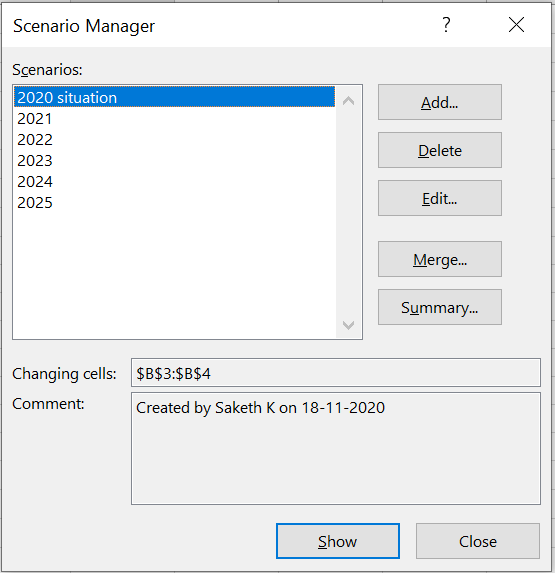 Scenario Manager
?
Scenarios:
2020 situation
2021
2022
2023
2024
2025
Add...
Delete
Edit...
Merge...
Summary...
Changing cells: $B$3:$B$4
Comment: Created by Saketh K on 18-11-2020
Show Close